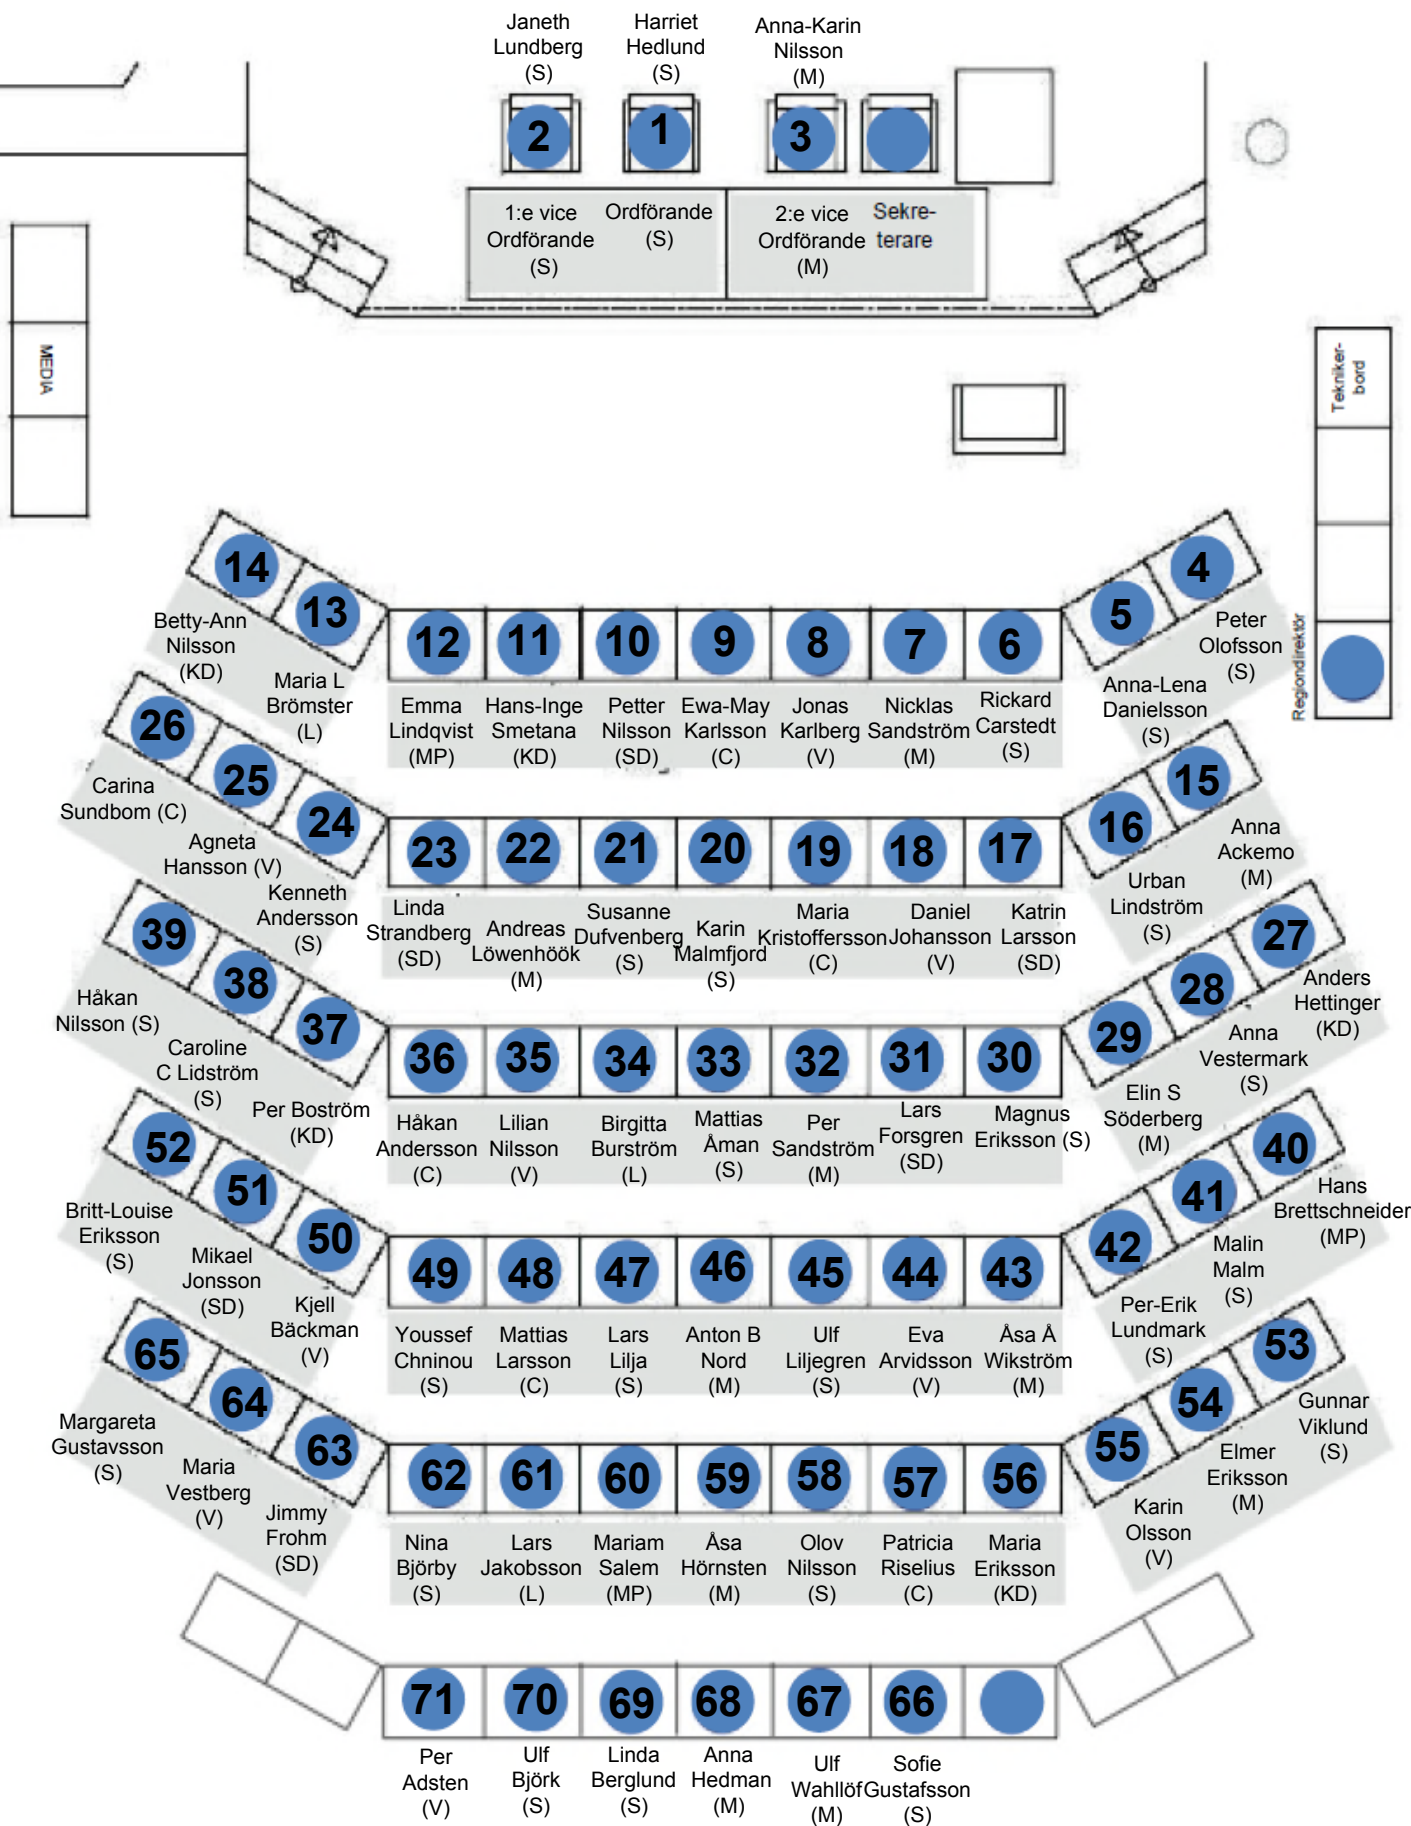 Janeth
Lundberg
(S)
Harriet
Hedlund
(S)
Anna-Karin
Nilsson
(M)
2
1
3
1:e vice
Ordförande
(S)
Ordförande
(S)
2:e vice
Ordförande
(M)
Sekre-
terare
MEDIA
Tekniker-
bord
Regiondirektör
14
13
12
11
10
9
8
7
6
5
4
Betty-Ann
Nilsson
(KD)
Maria L
Brömster
(L)
Emma
Lindqvist
(MP)
Hans-Inge
Smetana
(KD)
Petter
Nilsson
(SD)
Ewa-May
Karlsson
(C)
Jonas
Karlberg
(V)
Nicklas
Sandström
(M)
Rickard
Carstedt
(S)
Anna-Lena
Danielsson
(S)
Peter
Olofsson
(S)
26
25
24
23
22
21
20
19
18
17
16
15
Carina
Sundbom (C)
Agneta
Hansson (V)
Kenneth
Andersson
(S)
Linda
Strandberg
(SD)
Andreas
Löwenhöök
(M)
Susanne
Dufvenberg
(S)
Karin
Malmfjord
(S)
Maria
Kristoffersson
(C)
Daniel
Johansson
(V)
Katrin
Larsson
(SD)
Urban
Lindström
(S)
Anna
Ackemo
(M)
39
38
37
36
35
34
33
32
31
30
29
28
27
Håkan
Nilsson (S)
Caroline
C Lidström
(S)
Per Boström
(KD)
Håkan
Andersson
(C)
Lilian
Nilsson
(V)
Birgitta
Burström
(L)
Mattias
Åman
(S)
Per
Sandström
(M)
Lars
Forsgren
(SD)
Magnus
Eriksson (S)
Elin S
Söderberg
(M)
Anna
Vestermark
(S)
Anders
Hettinger
(KD)
52
51
50
49
48
47
46
45
44
43
42
41
40
Britt-Louise
Eriksson
(S)
Mikael
Jonsson
(SD)
Kjell
Bäckman
(V)
Youssef
Chninou
(S)
Mattias
Larsson
(C)
Lars
Lilja
(S)
Anton B
Nord
(M)
Ulf
Liljegren
(S)
Eva
Arvidsson
(V)
Åsa Å
Wikström
(M)
Per-Erik
Lundmark
(S)
Malin
Malm
(S)
Hans
Brettschneider
(MP)
65
64
63
62
61
60
59
58
57
56
55
54
53
Margareta
Gustavsson
(S)
Maria
Vestberg
(V)
Jimmy
Frohm
(SD)
Nina
Björby
(S)
Lars
Jakobsson
(L)
Mariam
Salem
(MP)
Åsa
Hörnsten
(M)
Olov
Nilsson
(S)
Patricia
Riselius
(C)
Maria
Eriksson
(KD)
Karin
Olsson
(V)
Elmer
Eriksson
(M)
Gunnar
Viklund
(S)
71
70
69
68
67
66
Per
Adsten
(V)
Ulf
Björk
(S)
Linda
Berglund
(S)
Anna
Hedman
(M)
Ulf
Wahllöf
(M)
Sofie
Gustafsson
(S)